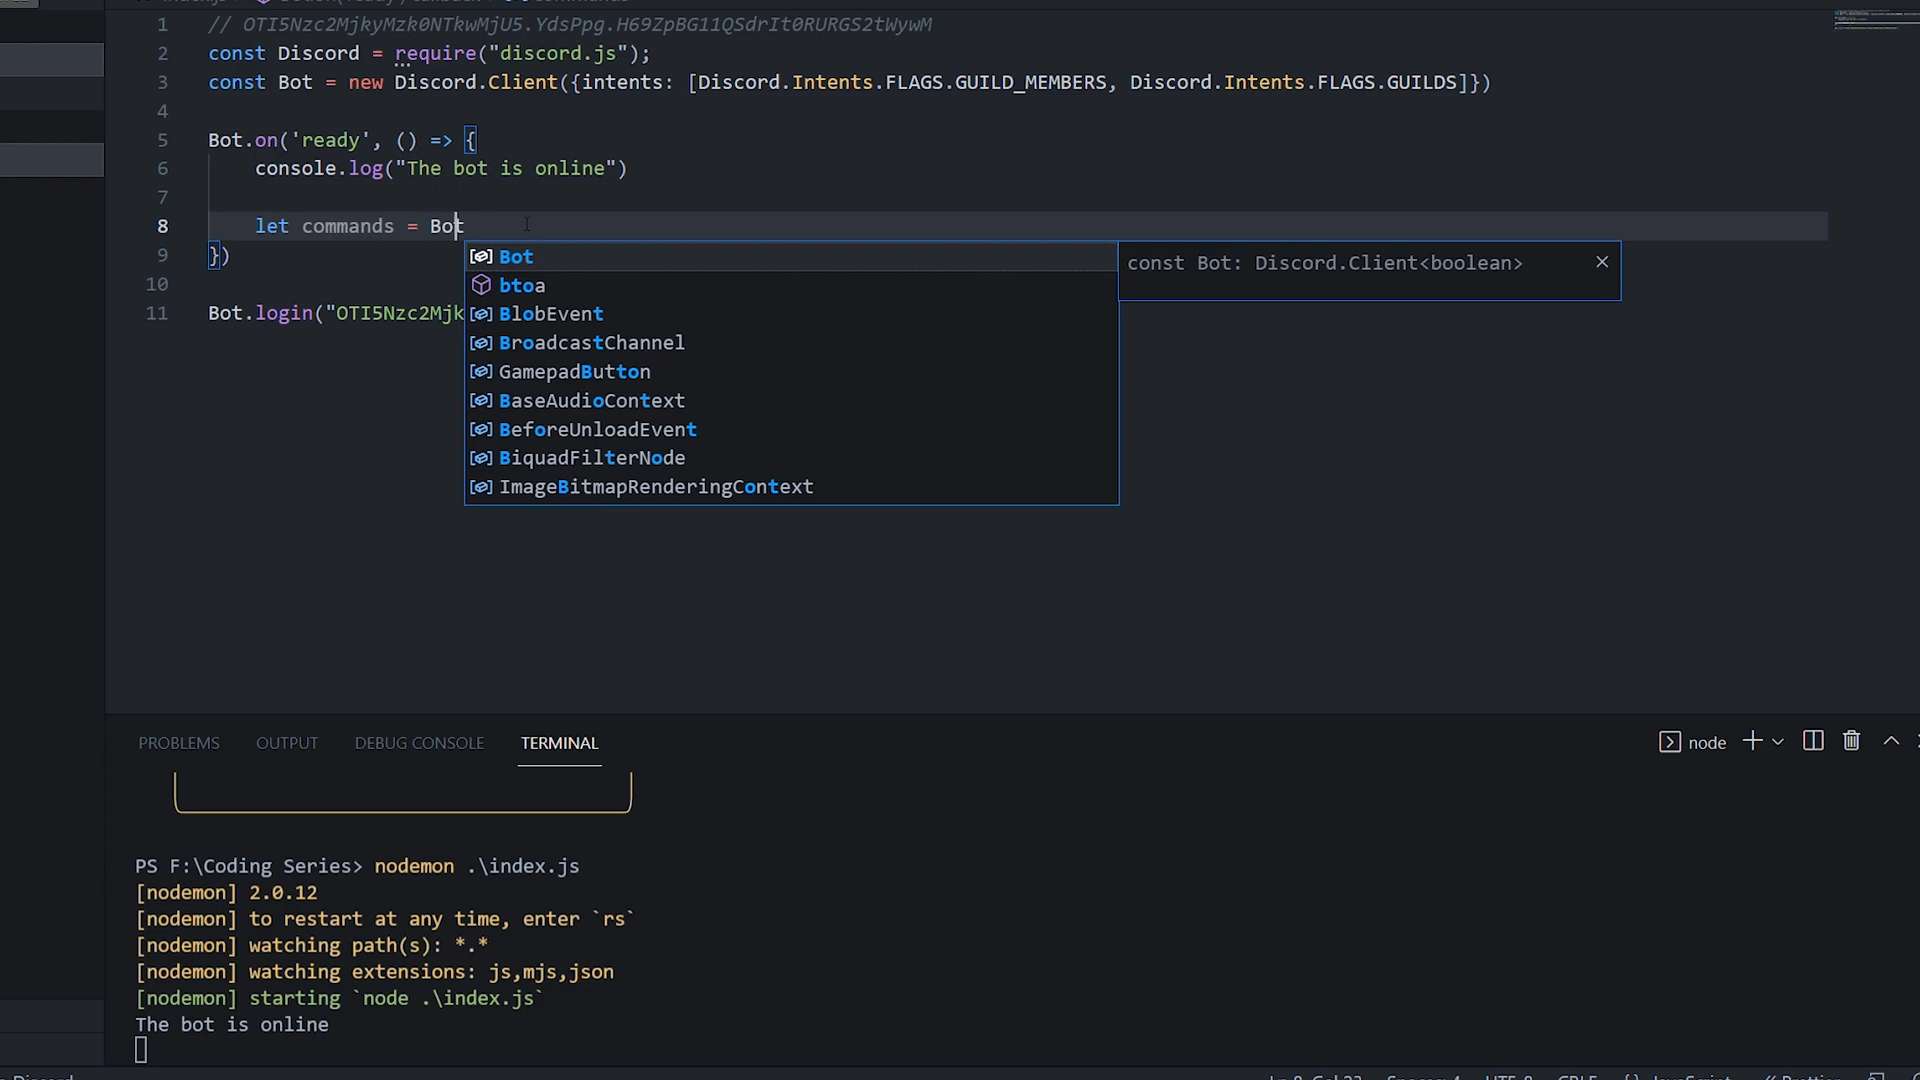 1 // OTI5Nzc2MjkyMzk0NTkwMjU5.YdsPpg.H69ZpBG11QSdrIt0RURGS2tWywM
2 const Discord = require("discord.js");
3 const Bot = new Discord.Client({intents: [Discord.Intents.FLAGS.GUILD_MEMBERS, Discord.Intents.FLAGS.GUILDS]})
4
5 Bot.on('ready', () => {
6 console.log("The bot is online")
7
8 let commands = Bot
9 })
10
11 Bot.login("OTI5Nzc2Mjk
Bot
btoa
BlobEvent
BroadcastChannel
GamepadButton
BaseAudioContext
BeforeUnloadEvent
BiquadFilterNode
ImageBitmapRenderingContext
const Bot: Discord.Client<boolean>
PROBLEMS OUTPUT DEBUG CONSOLE TERMINAL
node
PS F:\Coding Series> nodemon .\index.js
[nodemon] 2.0.12
[nodemon] to restart at any time, enter `rs`
[nodemon] watching path(s): *.*
[nodemon] watching extensions: js,mjs,json
[nodemon] starting `node .\index.js`
The bot is online